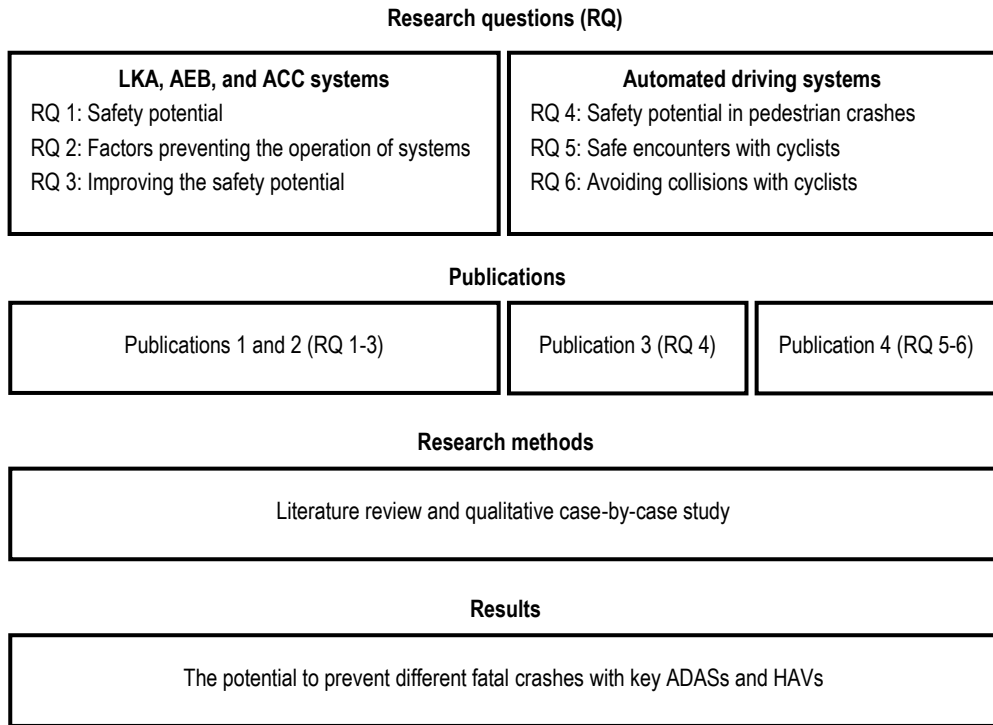 Research questions (RQ)
LKA, AEB, and ACC systems
RQ 1: Safety potential
RQ 2: Factors preventing the operation of systems
RQ 3: Improving the safety potential
Automated driving systems
RQ 4: Safety potential in pedestrian crashes
RQ 5: Safe encounters with cyclists
RQ 6: Avoiding collisions with cyclists
Publications
Publications 1 and 2 (RQ 1-3)
Publication 3 (RQ 4)
Publication 4 (RQ 5-6)
Research methods
Literature review and qualitative case-by-case study
Results
The potential to prevent different fatal crashes with key ADASs and HAVs